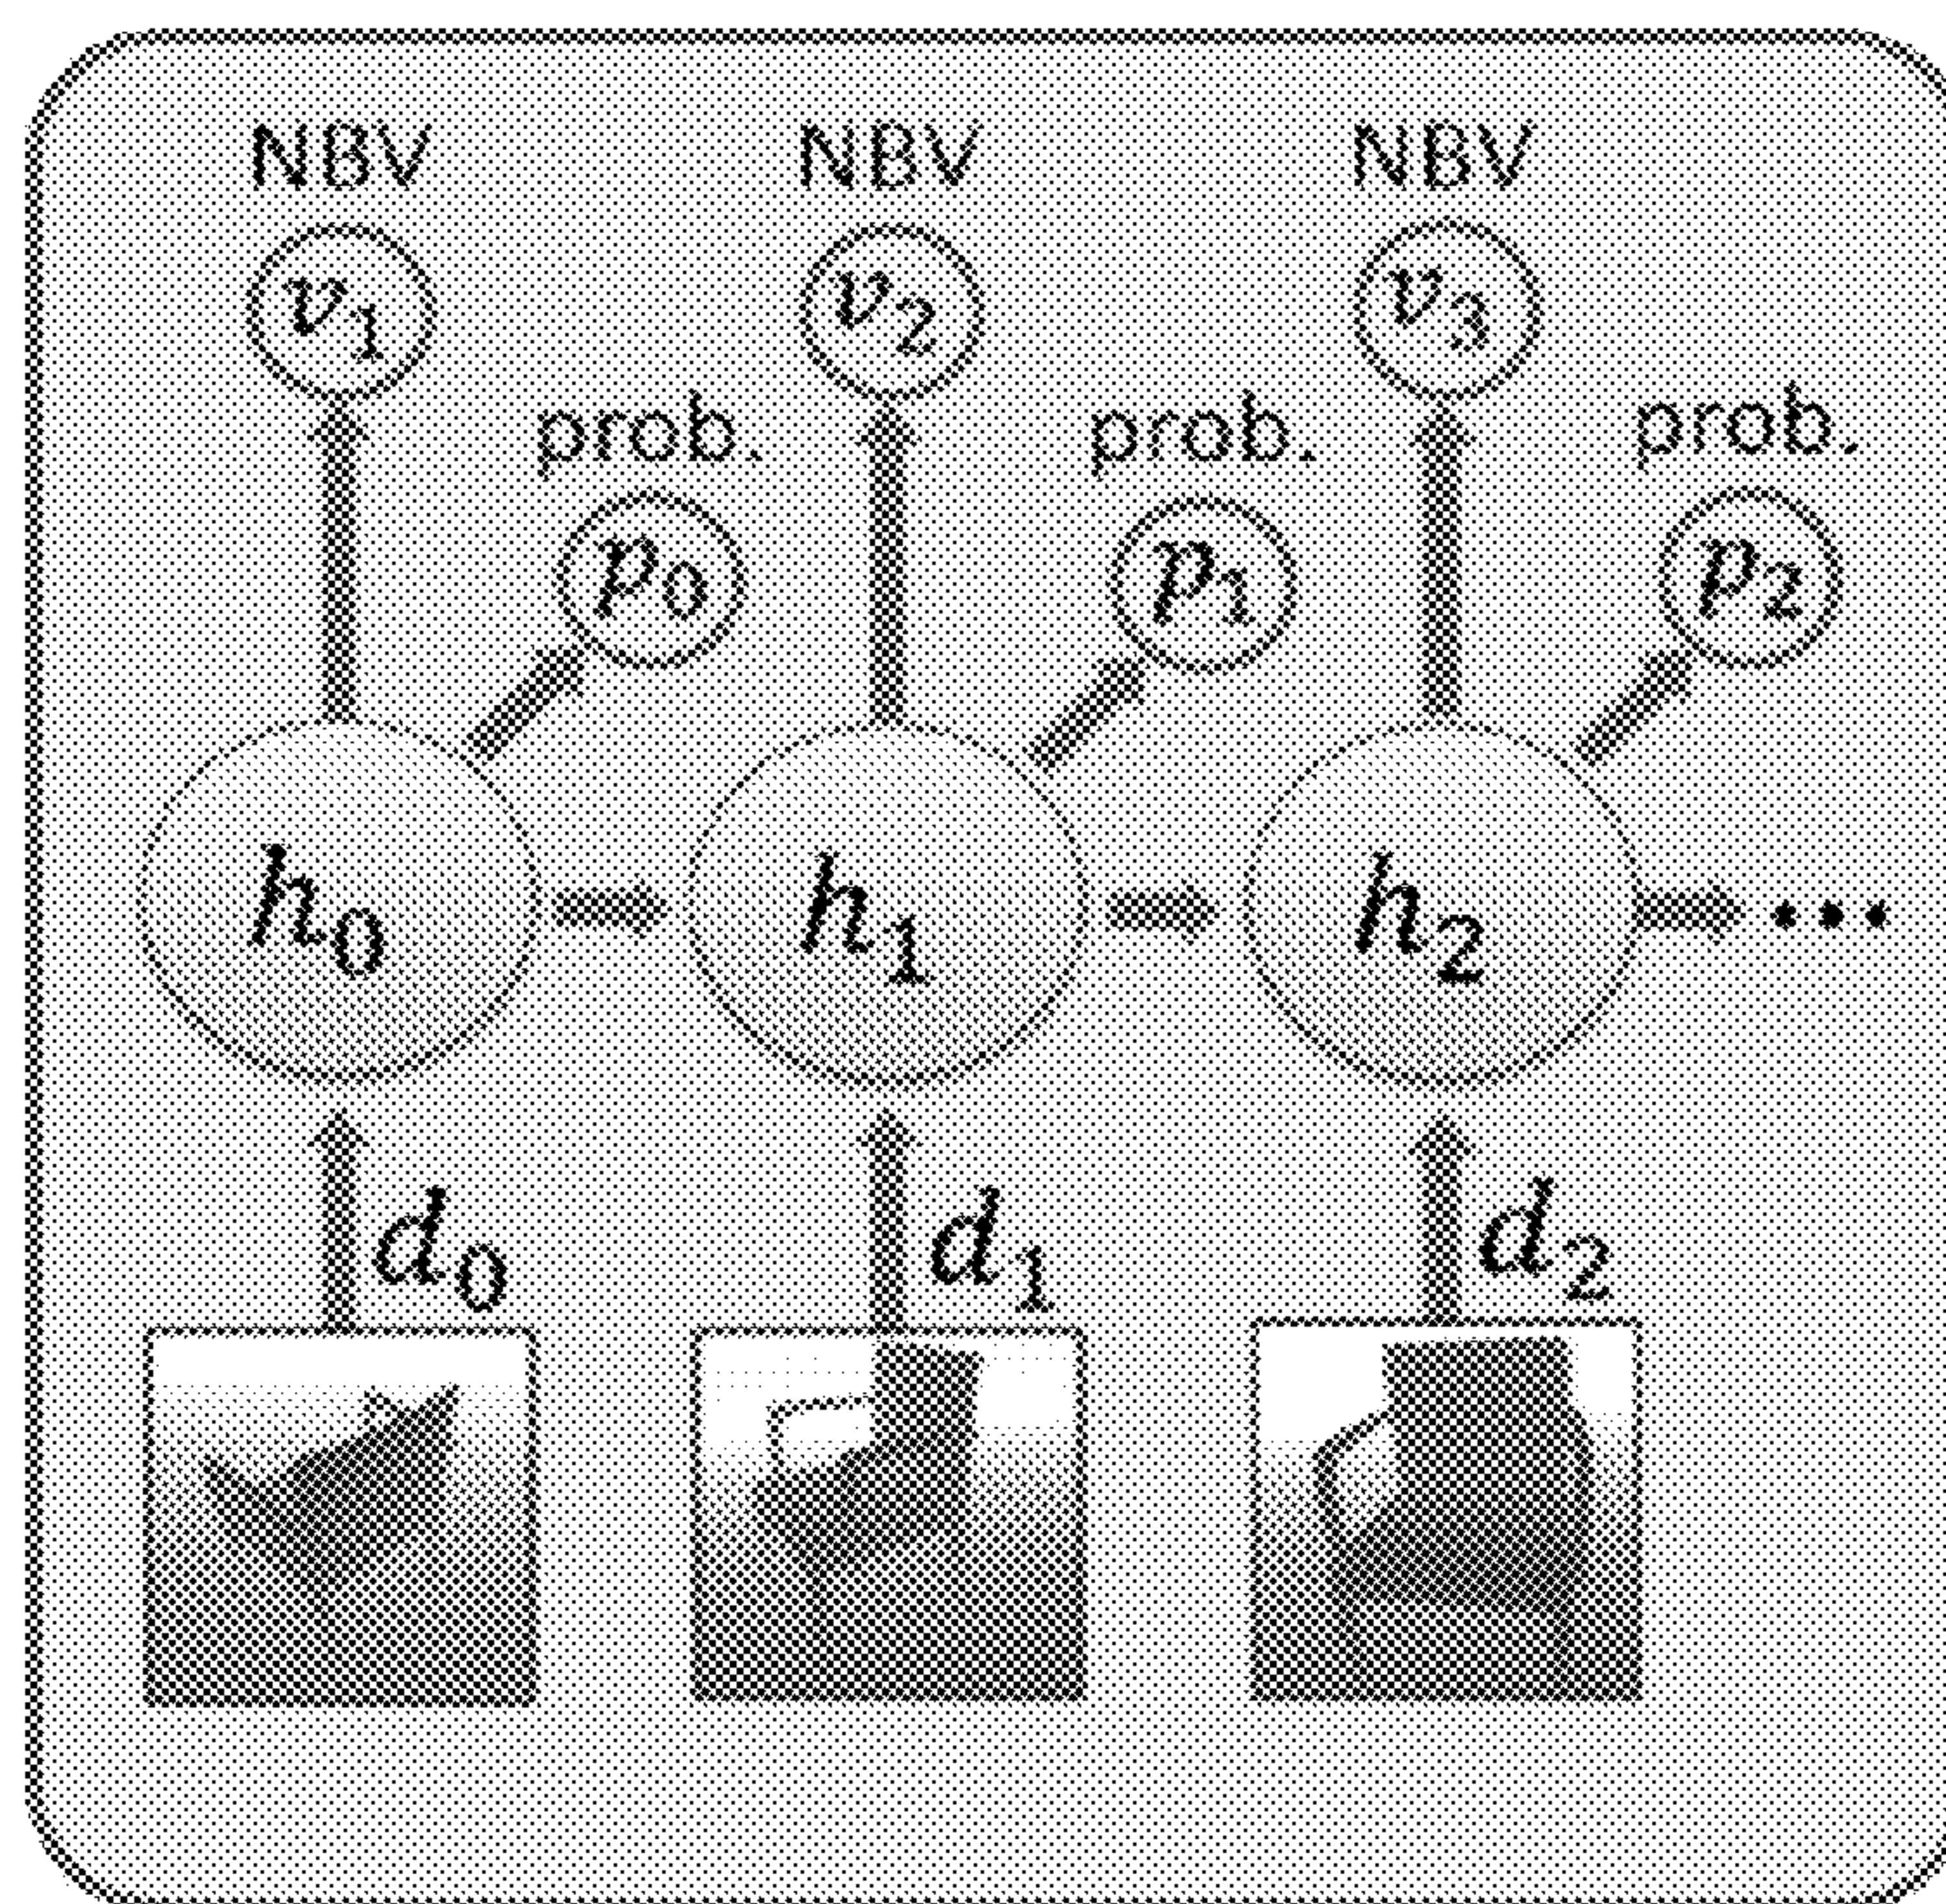 NBV NBV NBV
v₁ v₂ v₃
prob. prob. prob.
p₀ p₁ p₂
h₀ h₁ h₂ ...
d₀ d₁ d₂